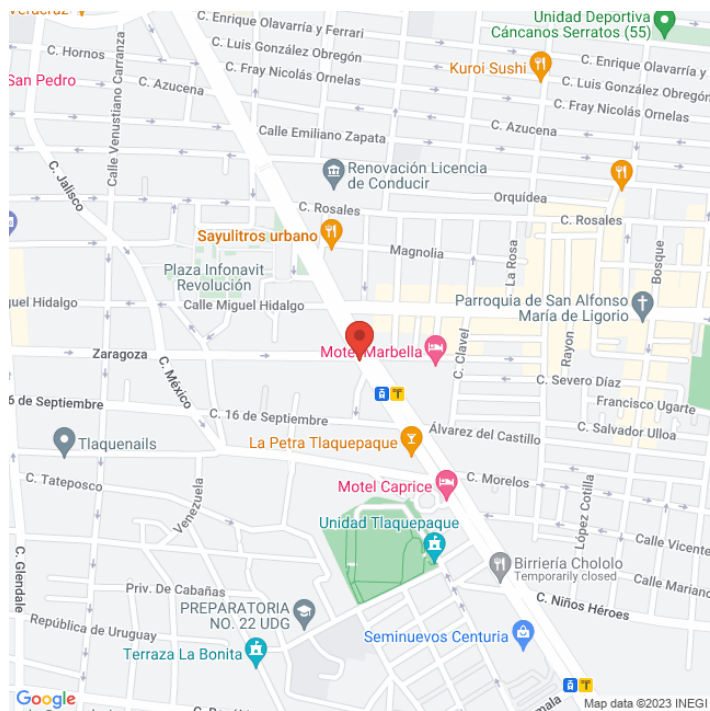 Veracruz
C. Enrique Olavarría y Ferrari
Unidad Deportiva
Cáncanos Serratos (55)
C. Hornos
C. Luis González Obregón
Kuroi Sushi
C. Enrique Olavarría y
San Pedro
C. Azucena
C. Fray Nicolás Ornelas
C. Luis González Obregón
C. Fray Nicolás Ornelas
Calle Venustiano Carranza
Calle Emiliano Zapata
C. Azucena
C. Jalisco
Renovación Licencia
de Conducir
Orquídea
C. Rosales
C. Rosales
Sayulitros urbano
Magnolia
La Rosa
Bosque
Plaza Infonavit
Revolución
guel Hidalgo
Calle Miguel Hidalgo
Parroquia de San Alfonso
María de Ligorio
Zaragoza
Motel Marbella
C. Clavel
Rayon
C. México
C. Severo Díaz
Francisco Ugarte
6 de Septiembre
C. 16 de Septiembre
Álvarez del Castillo
C. Salvador Ulloa
Tlaquenails
La Petra Tlaquepaque
C. Tateposco
Motel Caprice
C. Morelos
Venezuela
Unidad Tlaquepaque
López Cotilla
Calle Vicente
C. Glendale
Birriería Chololo
Temporarily closed
Calle Mariano
Priv. De Cabañas
PREPARATORIA
NO. 22 UDG
C. Niños Héroes
República de Uruguay
Seminuevos Centuria
Terraza La Bonita
Google
Map data ©2023 INEGI